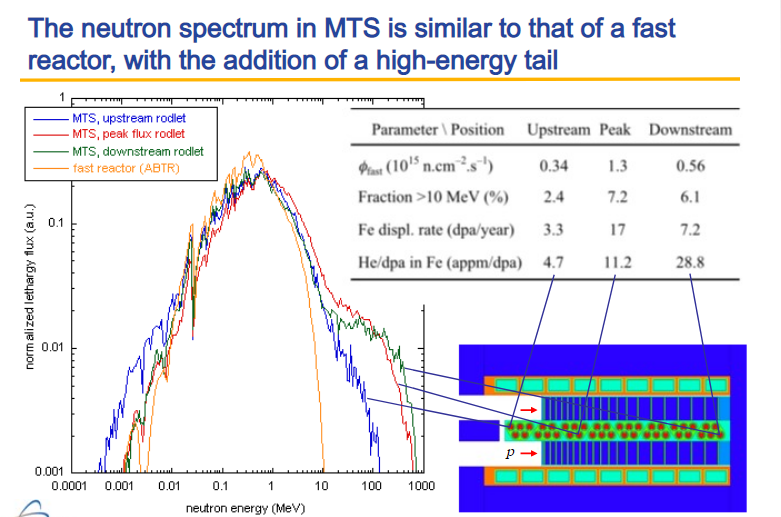 The neutron spectrum in MTS is similar to that of a fast
reactor, with the addition of a high-energy tail
MTS, upstream rodlet
MTS, peak flux rodlet
MTS, downstream rodlet
fast reactor (ABTR)
Parameter \ Position Upstream Peak Downstream
ϕfast (10¹⁵ n.cm⁻².s⁻¹) 0.34 1.3 0.56
Fraction >10 MeV (%) 2.4 7.2 6.1
Fe displ. rate (dpa/year) 3.3 17 7.2
He/dpa in Fe (appm/dpa) 4.7 11.2 28.8
normalized lethargy flux (a.u.)
1
0.1
0.01
0.001
0.0001 0.001 0.01 0.1 1 10 100 1000
neutron energy (MeV)
p